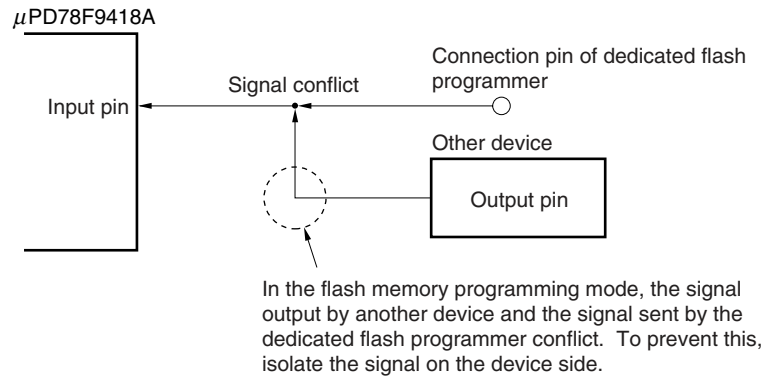 μPD78F9418A
Connection pin of dedicated flash
programmer
Signal conflict
Input pin
Other device
Output pin
In the flash memory programming mode, the signal
output by another device and the signal sent by the
dedicated flash programmer conflict.  To prevent this,
isolate the signal on the device side.